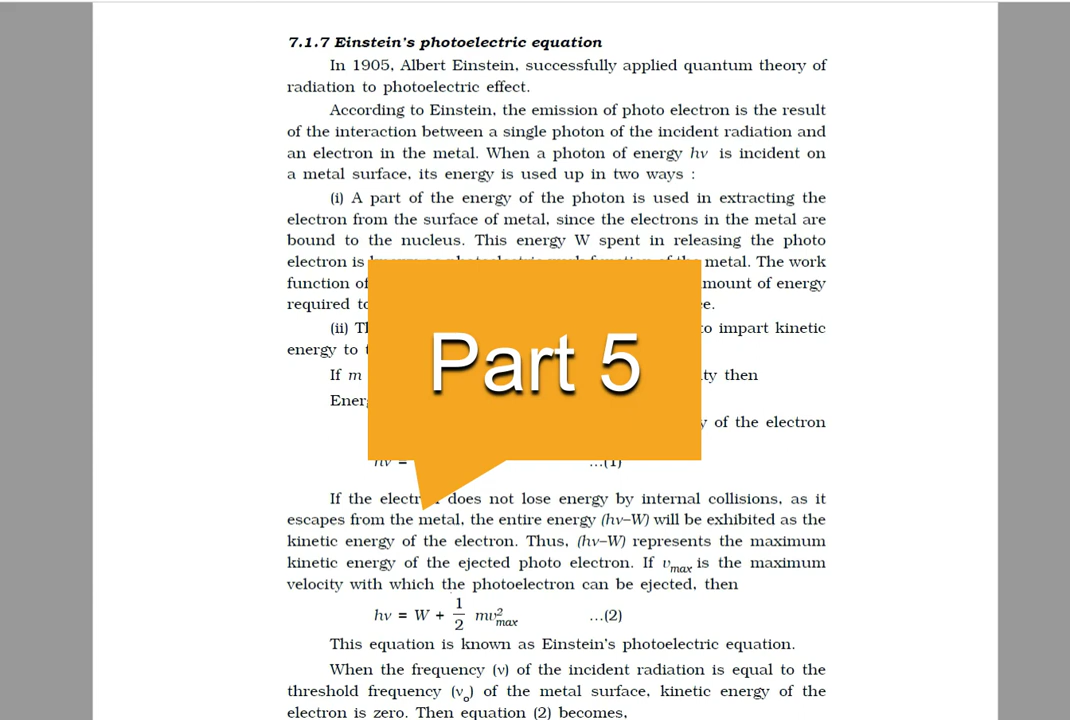 7.1.7 Einstein's photoelectric equation
In 1905, Albert Einstein, successfully applied quantum theory of
radiation to photoelectric effect.
According to Einstein, the emission of photo electron is the result
of the interaction between a single photon of the incident radiation and
an electron in the metal. When a photon of energy hν is incident on
a metal surface, its energy is used up in two ways :
(i) A part of the energy of the photon is used in extracting the
electron from the surface of metal, since the electrons in the metal are
bound to the nucleus. This energy W spent in releasing the photo
electron is metal. The work
function of amount of energy
required to
(ii) to impart kinetic
energy to
If m then
of the electron
Part 5
hν = ...(1)
If the does not lose energy by internal collisions, as it
escapes from the metal, the entire energy (hν–W) will be exhibited as the
kinetic energy of the electron. Thus, (hν–W) represents the maximum
kinetic energy of the ejected photo electron. If υmax is the maximum
velocity with which the photoelectron can be ejected, then
hν = W + 1/2 mυ²max ...(2)
This equation is known as Einstein's photoelectric equation.
When the frequency (ν) of the incident radiation is equal to the
threshold frequency (νo) of the metal surface, kinetic energy of the
electron is zero. Then equation (2) becomes,